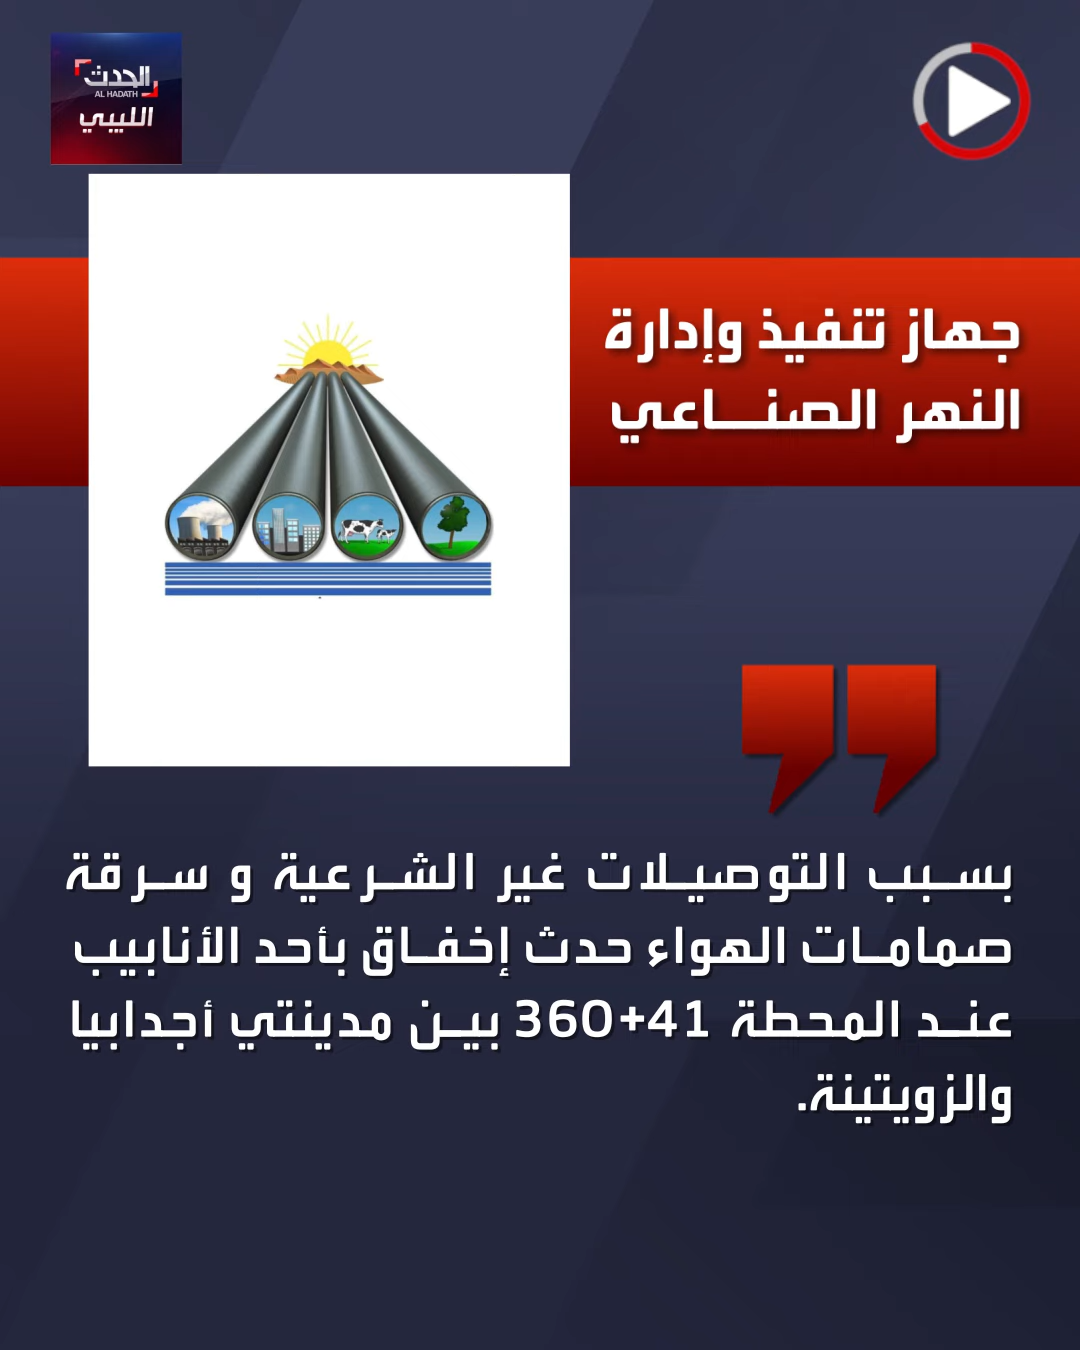 الحدث
AL HADATH
الليبي
جهاز تنفيذ وإدارة
النهر الصناعي
بسبب التوصيلات غير الشرعية و سرقة
صمامات الهواء حدث إخفاق بأحد الأنابيب
عند المحطة 41+360 بين مدينتي أجدابيا
والزويتينة.